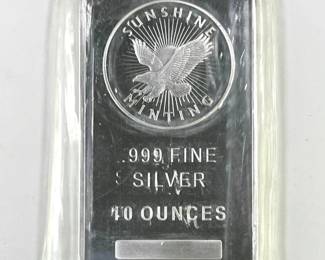 SUNSHINE
MINTING
.999 FINE
SILVER
10 OUNCES